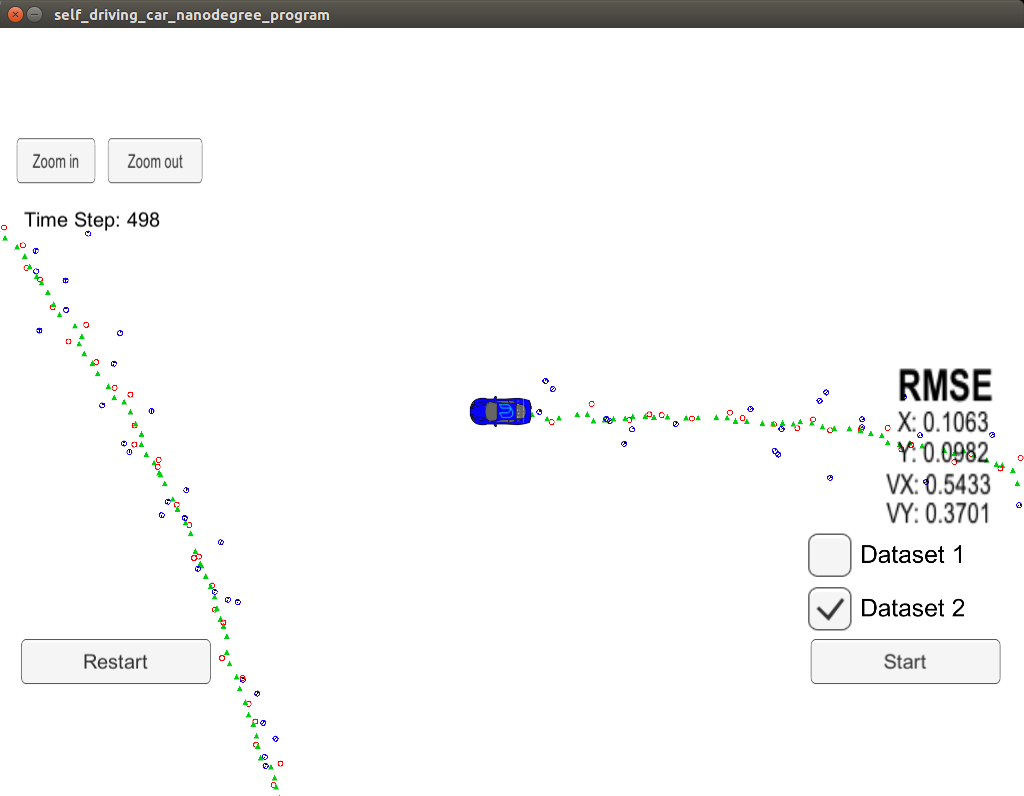 self_driving_car_nanodegree_program
Zoom in
Zoom out
Time Step: 498
RMSE
X: 0.1063
Y: 0.0982
VX: 0.5433
VY: 0.3701
Dataset 1
Dataset 2
Restart
Start